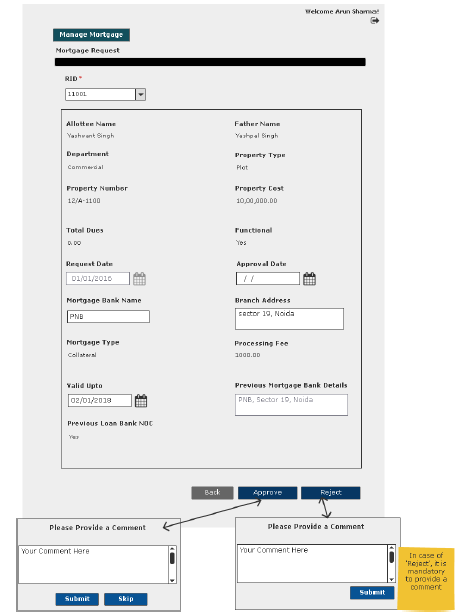 Welcome Arun Sharma!
Manage Mortgage
Mortgage Request
RID*
11001
Allottee Name Father Name
Yashwant Singh Yashpal Singh
Department Property Type
Commercial Plot
Property Number Property Cost
12/A-1100 10,00,000.00
Total Dues Functional
0.00 Yes
Request Date Approval Date
01/01/2016 / /
Mortgage Bank Name Branch Address
PNB sector 19, Noida
Mortgage Type Processing Fee
Collateral 1000.00
Valid Upto Previous Mortgage Bank Details
02/01/2018 PNB, Sector 19, Noida
Previous Loan Bank NOC
Yes
Back Approve Reject
Please Provide a Comment
Your Comment Here
Submit Skip
Please Provide a Comment
Your Comment Here
Submit
In case of
'Reject', it is
mandatory
to provide a
comment